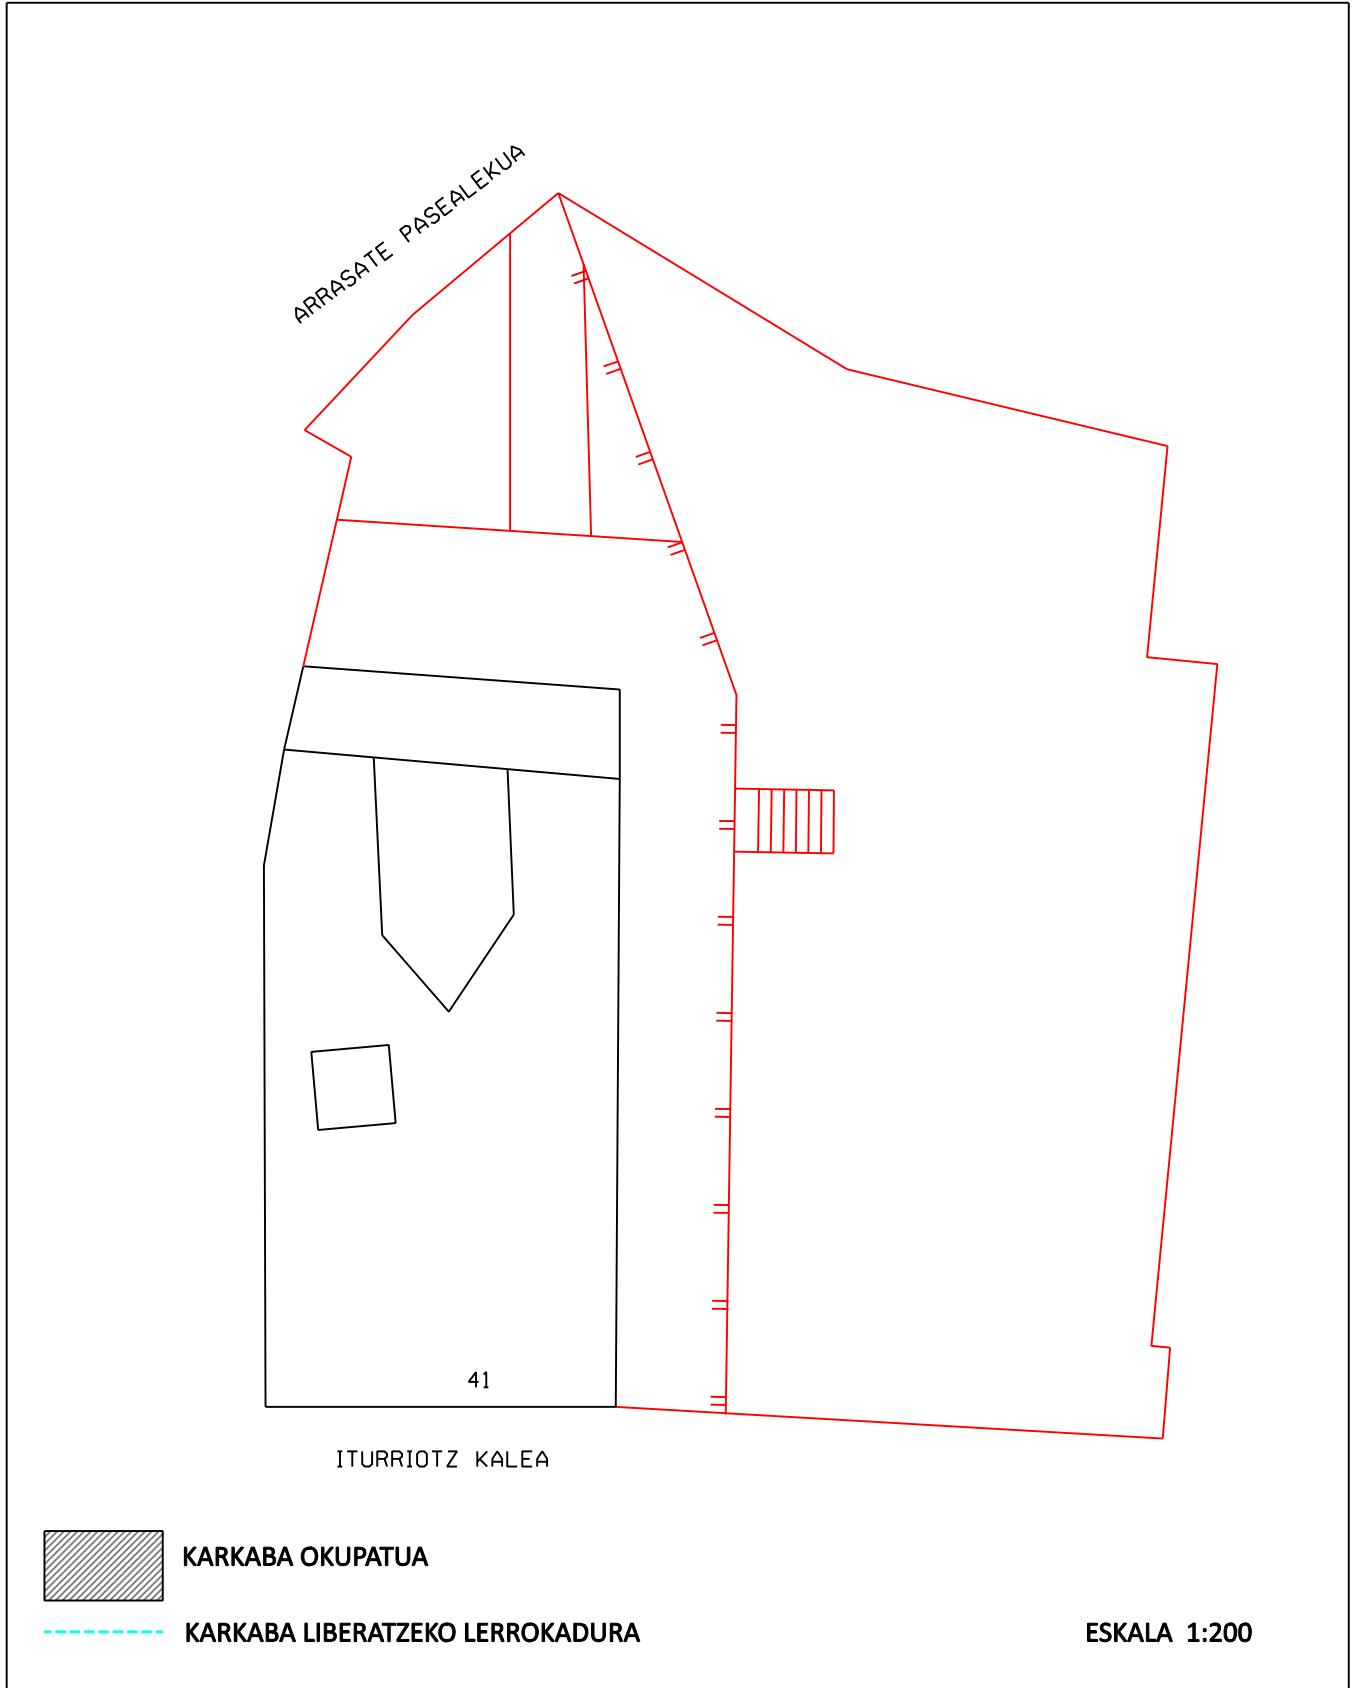 ARRASATE PASEALEKUA
41
ITURRIOTZ KALEA
KARKABA OKUPATUA
KARKABA LIBERATZEKO LERROKADURA
ESKALA 1:200